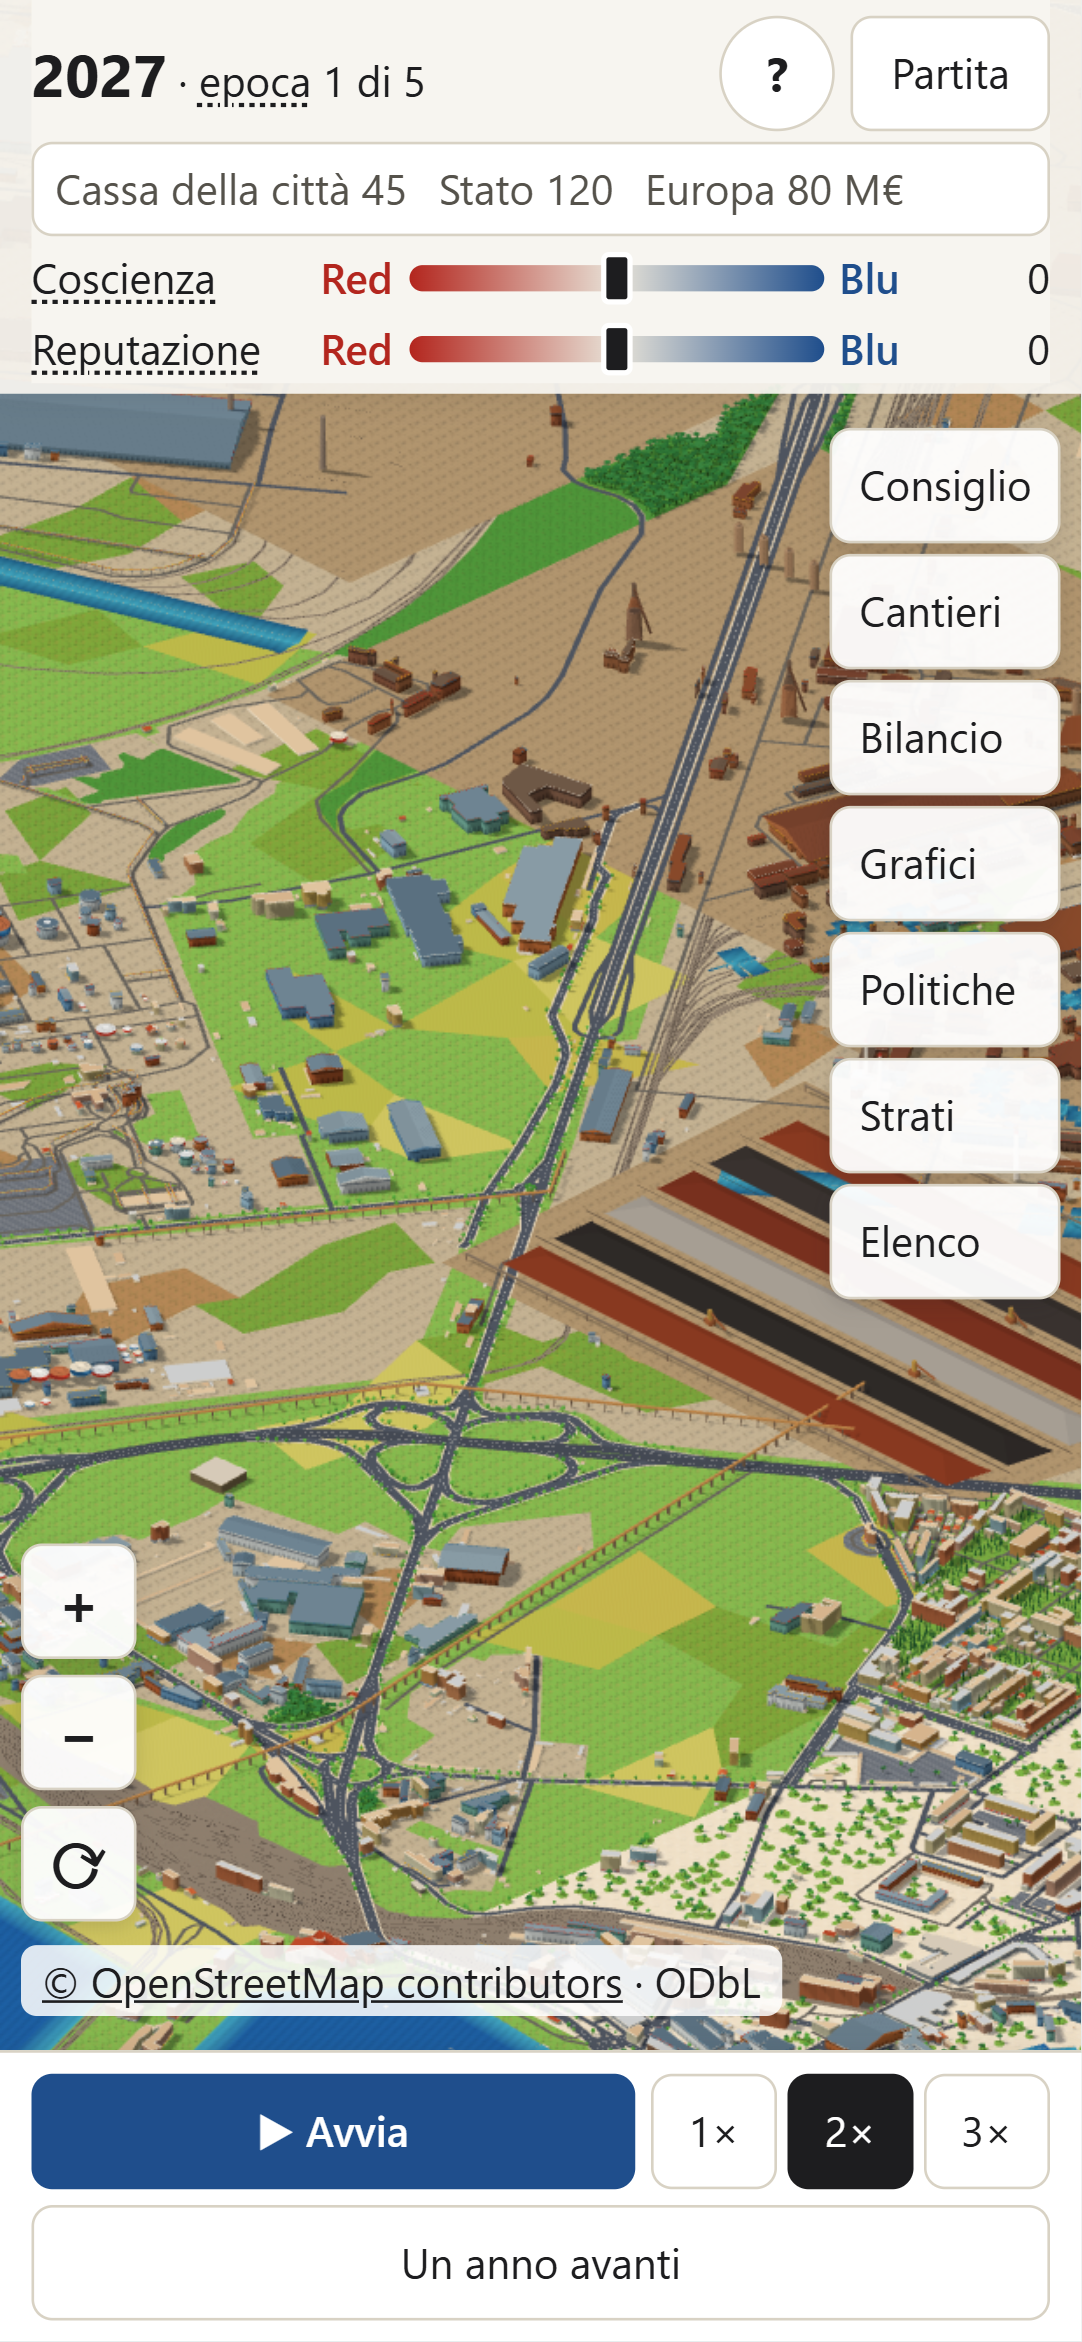 2027 · epoca 1 di 5
?
Partita
Cassa della città 45 Stato 120 Europa 80 M€
Coscienza Red Blu 0
Reputazione Red Blu 0
Consiglio
Cantieri
Bilancio
Grafici
Politiche
Strati
Elenco
+
−
⟳
© OpenStreetMap contributors · ODbL
▶ Avvia
1×
2×
3×
Un anno avanti